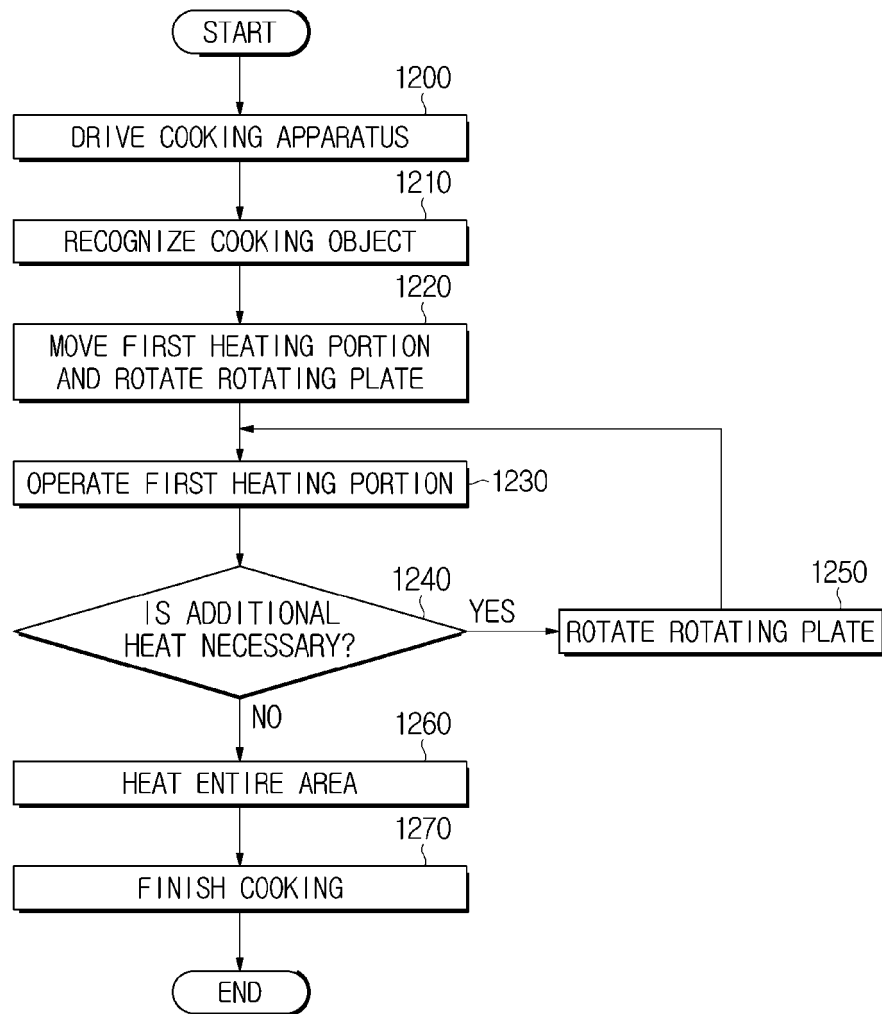 START
1200
DRIVE COOKING APPARATUS
1210
RECOGNIZE COOKING OBJECT
1220
MOVE FIRST HEATING PORTION
AND ROTATE ROTATING PLATE
OPERATE FIRST HEATING PORTION
1230
1240
IS ADDITIONAL
HEAT NECESSARY?
YES
1250
ROTATE ROTATING PLATE
NO
1260
HEAT ENTIRE AREA
1270
FINISH COOKING
END